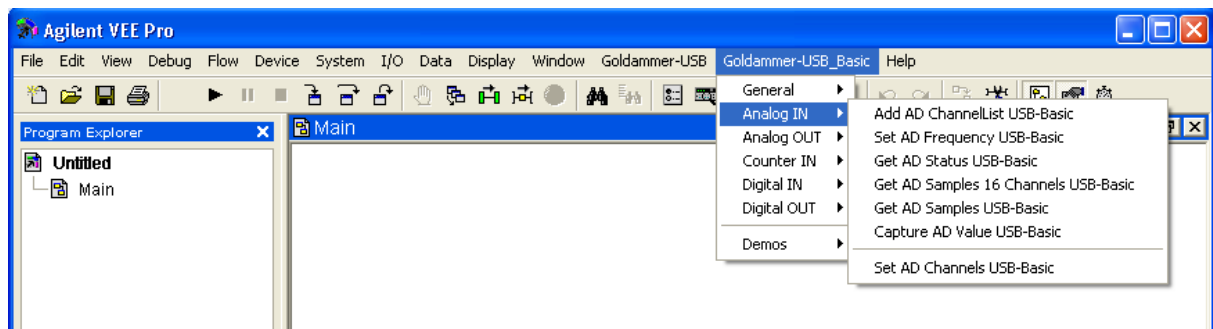 Agilent VEE Pro
File Edit View Debug Flow Device System I/O Data Display Window Goldammer-USB Goldammer-USB_Basic Help
Program Explorer
Untitled
Main
Main
General
Analog IN
Analog OUT
Counter IN
Digital IN
Digital OUT
Demos
Add AD ChannelList USB-Basic
Set AD Frequency USB-Basic
Get AD Status USB-Basic
Get AD Samples 16 Channels USB-Basic
Get AD Samples USB-Basic
Capture AD Value USB-Basic
Set AD Channels USB-Basic